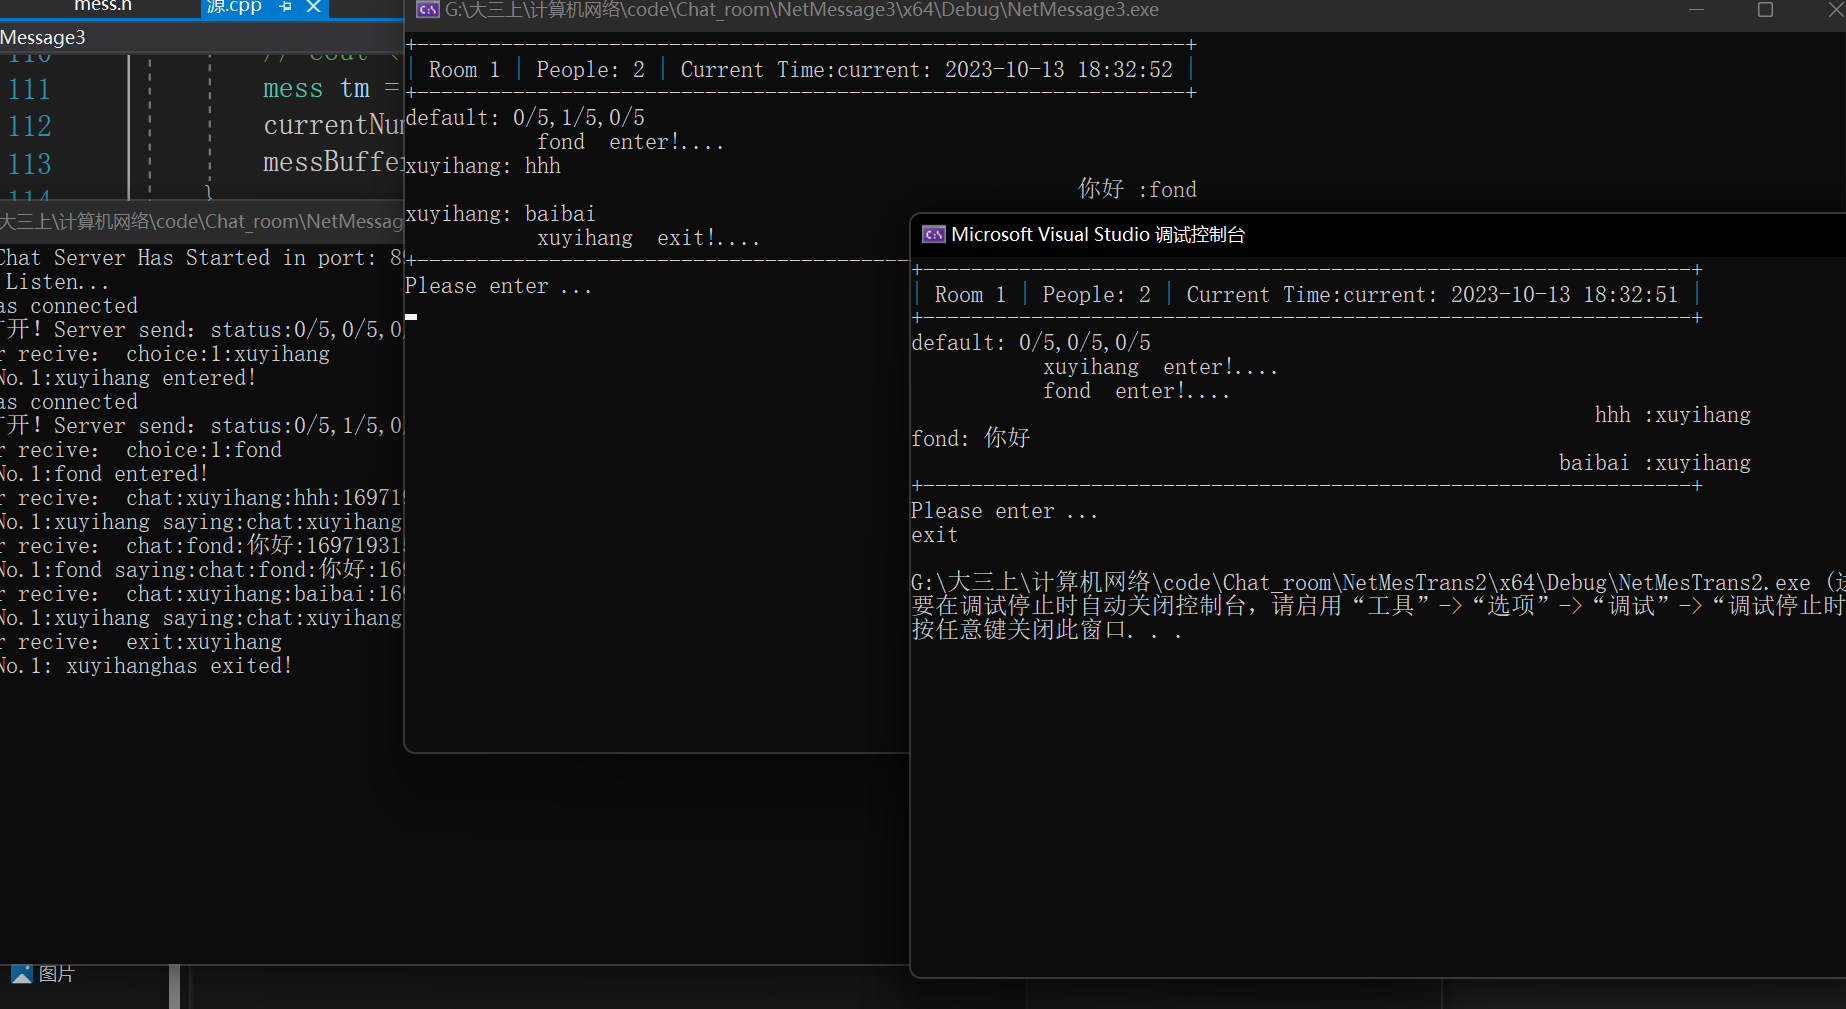 mess.h
源.cpp
Message3
111 mess tm =
112 currentNu
113 messBuffe
114 }
大三上\计算机网络\code\Chat_room\NetMessag
Chat Server Has Started in port: 8
Listen...
as connected
开! Server send: status:0/5,0/5,0
r recive: choice:1:xuyihang
No.1:xuyihang entered!
as connected
开! Server send: status:0/5,1/5,0
r recive: choice:1:fond
No.1:fond entered!
r recive: chat:xuyihang:hhh:16971
No.1:xuyihang saying:chat:xuyihang
r recive: chat:fond:你好:16971931
No.1:fond saying:chat:fond:你好:16
r recive: chat:xuyihang:baibai:16
No.1:xuyihang saying:chat:xuyihang
r recive: exit:xuyihang
No.1: xuyihanghas exited!
图片
G:\大三上\计算机网络\code\Chat_room\NetMessage3\x64\Debug\NetMessage3.exe
| Room 1 | People: 2 | Current Time:current: 2023-10-13 18:32:52 |
default: 0/5,1/5,0/5
fond enter!....
xuyihang: hhh
你好 :fond
xuyihang: baibai
xuyihang exit!....
Please enter ...
Microsoft Visual Studio 调试控制台
| Room 1 | People: 2 | Current Time:current: 2023-10-13 18:32:51 |
default: 0/5,0/5,0/5
xuyihang enter!....
fond enter!....
hhh :xuyihang
fond: 你好
baibai :xuyihang
Please enter ...
exit
G:\大三上\计算机网络\code\Chat_room\NetMesTrans2\x64\Debug\NetMesTrans2.exe (进
要在调试停止时自动关闭控制台，请启用“工具”->“选项”->“调试”->“调试停止时
按任意键关闭此窗口. . .